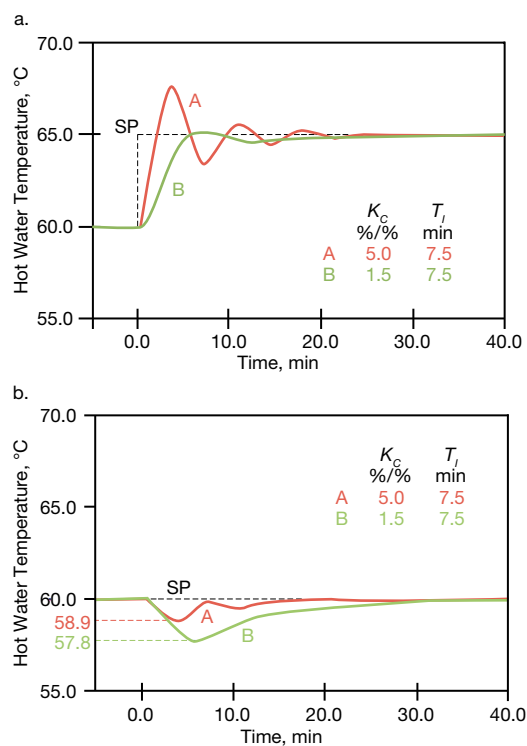 a.
70.0
65.0
60.0
55.0
Hot Water Temperature, °C
SP
A
B
K_C T_I
%/% min
A 5.0 7.5
B 1.5 7.5
0.0 10.0 20.0 30.0 40.0
Time, min
b.
70.0
65.0
60.0
58.9
57.8
55.0
Hot Water Temperature, °C
K_C T_I
%/% min
A 5.0 7.5
B 1.5 7.5
SP
A
B
0.0 10.0 20.0 30.0 40.0
Time, min